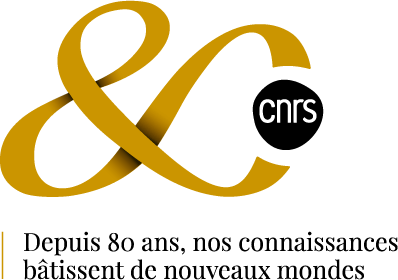 cnrs
Depuis 80 ans, nos connaissances
bâtissent de nouveaux mondes